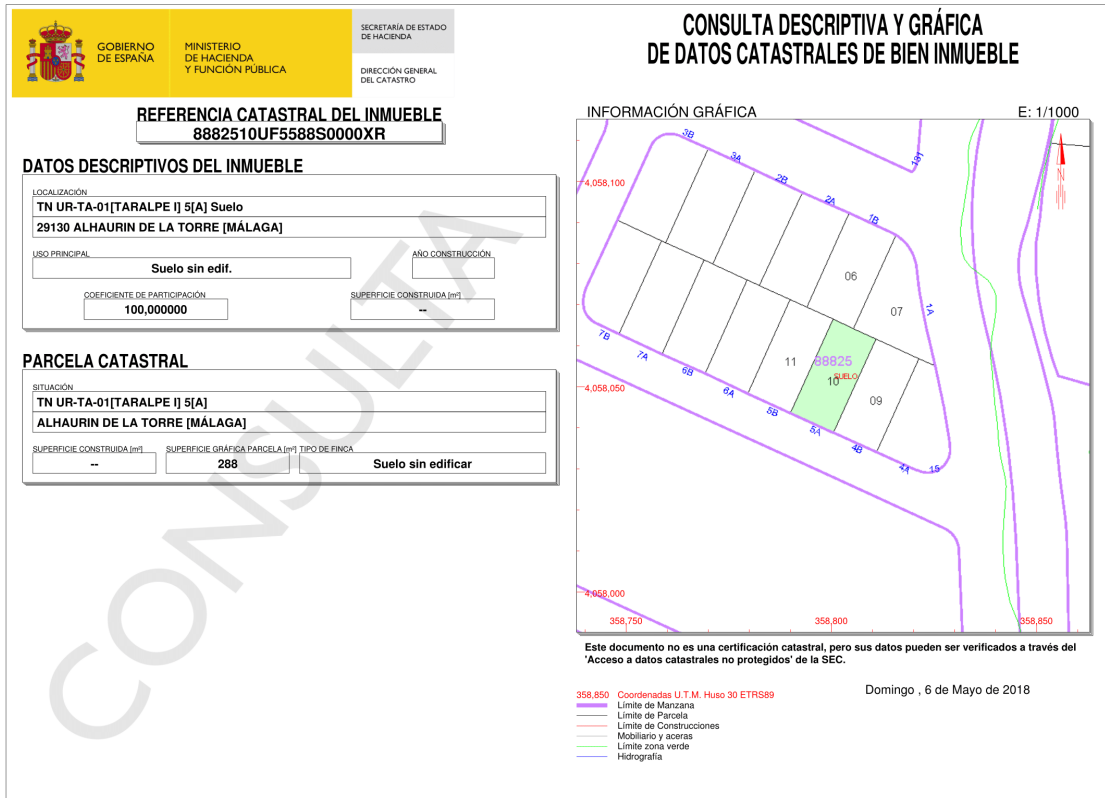 GOBIERNO
DE ESPAÑA
MINISTERIO
DE HACIENDA
Y FUNCIÓN PÚBLICA
SECRETARÍA DE ESTADO
DE HACIENDA
DIRECCIÓN GENERAL
DEL CATASTRO
CONSULTA DESCRIPTIVA Y GRÁFICA
DE DATOS CATASTRALES DE BIEN INMUEBLE
REFERENCIA CATASTRAL DEL INMUEBLE
8882510UF5588S0000XR
DATOS DESCRIPTIVOS DEL INMUEBLE
LOCALIZACIÓN
TN UR-TA-01[TARALPE I] 5[A] Suelo
29130 ALHAURIN DE LA TORRE [MÁLAGA]
USO PRINCIPAL
Suelo sin edif.
AÑO CONSTRUCCIÓN
COEFICIENTE DE PARTICIPACIÓN
100,000000
SUPERFICIE CONSTRUIDA [m²]
--
PARCELA CATASTRAL
SITUACIÓN
TN UR-TA-01[TARALPE I] 5[A]
ALHAURIN DE LA TORRE [MÁLAGA]
SUPERFICIE CONSTRUIDA [m²]
--
SUPERFICIE GRÁFICA PARCELA [m²]
288
TIPO DE FINCA
Suelo sin edificar
CONSULTA
INFORMACIÓN GRÁFICA E: 1/1000
3B
3A
2B
2A
1B
131
N
4,058,100
06
07
1A
7B
7A
6B
6A
5B
5A
4B
4A
15
11
88825
SUELO
10
09
4,058,050
4,058,000
358,750 358,800 358,850
Este documento no es una certificación catastral, pero sus datos pueden ser verificados a través del
'Acceso a datos catastrales no protegidos' de la SEC.
Domingo , 6 de Mayo de 2018
358,850 Coordenadas U.T.M. Huso 30 ETRS89
Límite de Manzana
Límite de Parcela
Límite de Construcciones
Mobiliario y aceras
Límite zona verde
Hidrografía